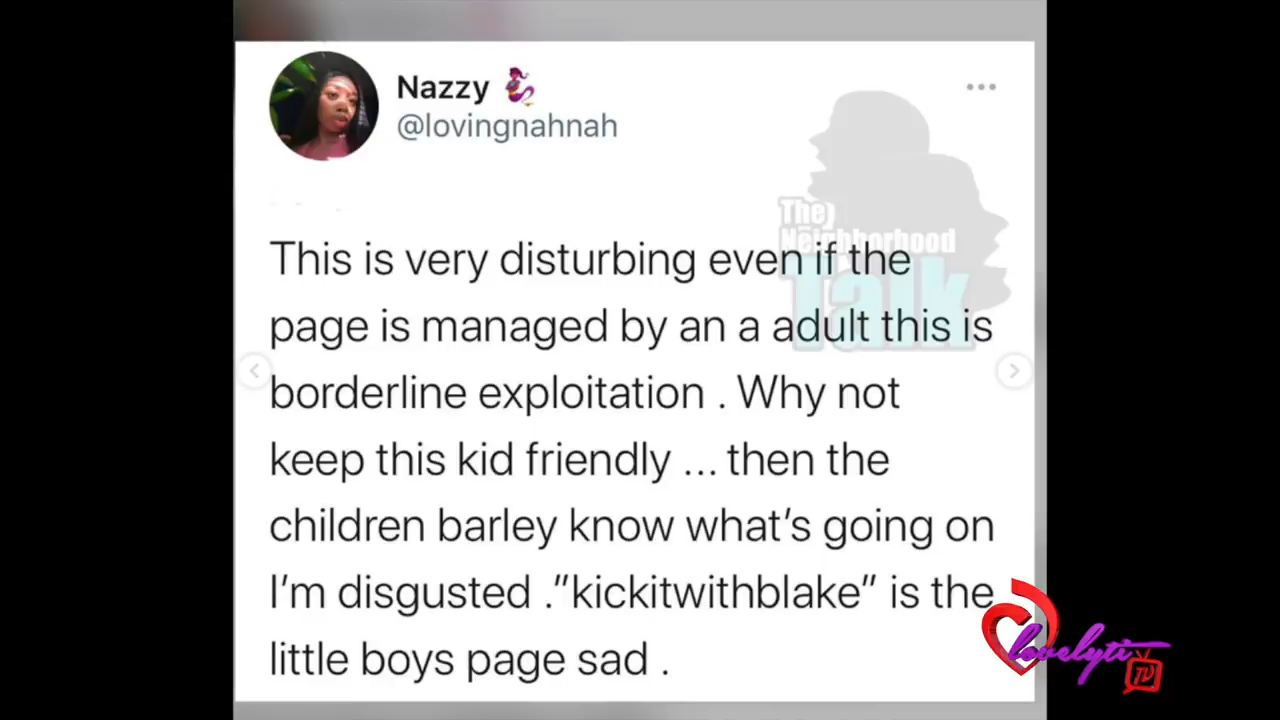 Nazzy
@lovingnahnah
The
Neighborhood
Talk
This is very disturbing even if the
page is managed by an a adult this is
borderline exploitation . Why not
keep this kid friendly ... then the
children barley know what's going on
I'm disgusted ."kickitwithblake" is the
little boys page sad .
lovelyti
TV